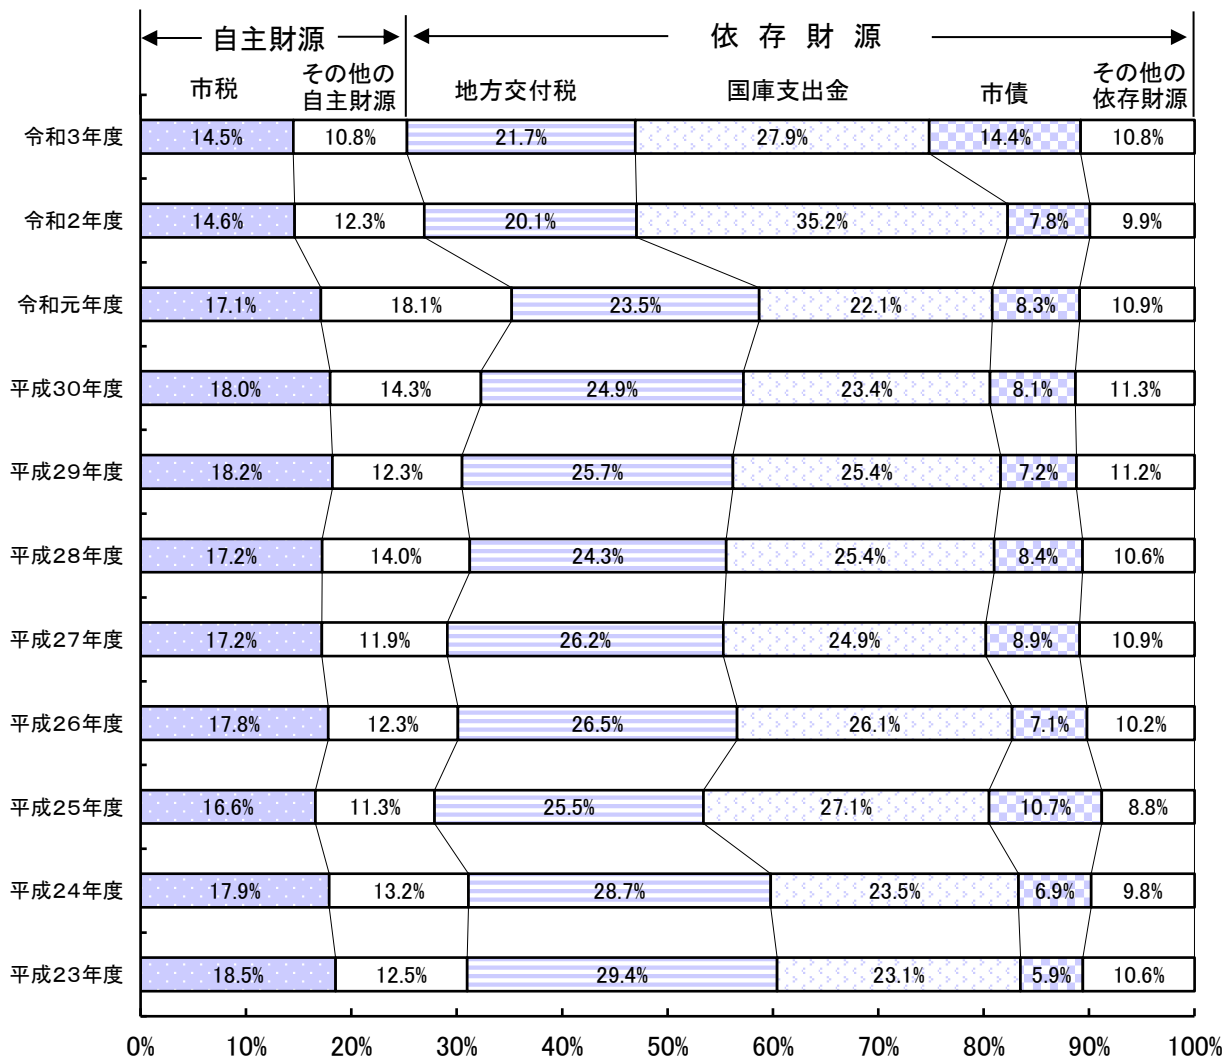 自主財源
依存財源
市税
その他の
自主財源
地方交付税
国庫支出金
市債
その他の
依存財源
令和3年度 14.5% 10.8% 21.7% 27.9% 14.4% 10.8%
令和2年度 14.6% 12.3% 20.1% 35.2% 7.8% 9.9%
令和元年度 17.1% 18.1% 23.5% 22.1% 8.3% 10.9%
平成30年度 18.0% 14.3% 24.9% 23.4% 8.1% 11.3%
平成29年度 18.2% 12.3% 25.7% 25.4% 7.2% 11.2%
平成28年度 17.2% 14.0% 24.3% 25.4% 8.4% 10.6%
平成27年度 17.2% 11.9% 26.2% 24.9% 8.9% 10.9%
平成26年度 17.8% 12.3% 26.5% 26.1% 7.1% 10.2%
平成25年度 16.6% 11.3% 25.5% 27.1% 10.7% 8.8%
平成24年度 17.9% 13.2% 28.7% 23.5% 6.9% 9.8%
平成23年度 18.5% 12.5% 29.4% 23.1% 5.9% 10.6%
0% 10% 20% 30% 40% 50% 60% 70% 80% 90% 100%